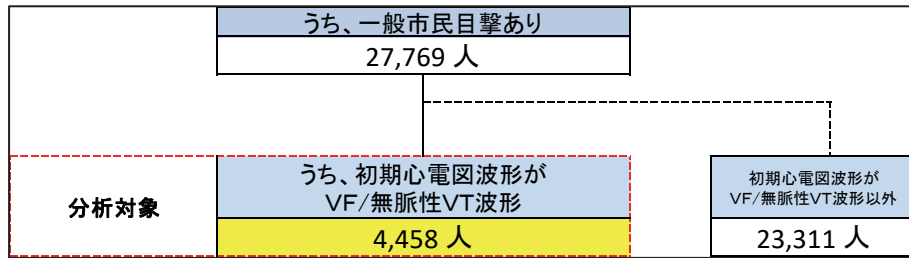 うち、一般市民目撃あり
27,769 人
分析対象
うち、初期心電図波形が
VF/無脈性VT波形
4,458 人
初期心電図波形が
VF/無脈性VT波形以外
23,311 人